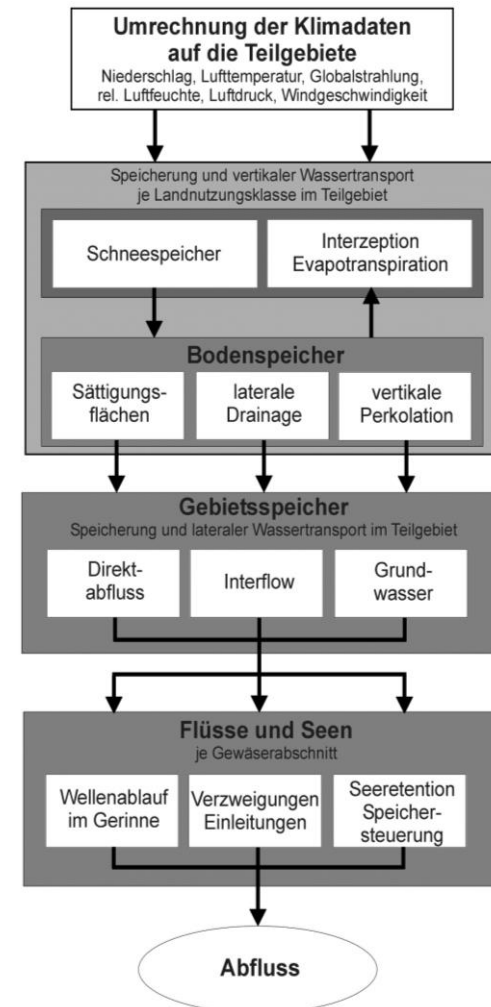 Umrechnung der Klimadaten
auf die Teilgebiete
Niederschlag, Lufttemperatur, Globalstrahlung,
rel. Luftfeuchte, Luftdruck, Windgeschwindigkeit
Speicherung und vertikaler Wassertransport
je Landnutzungsklasse im Teilgebiet
Schneespeicher
Interzeption
Evapotranspiration
Bodenspeicher
Sättigungs-
flächen
laterale
Drainage
vertikale
Perkolation
Gebietsspeicher
Speicherung und lateraler Wassertransport im Teilgebiet
Direkt-
abfluss
Interflow
Grund-
wasser
Flüsse und Seen
je Gewäserabschnitt
Wellenablauf
im Gerinne
Verzweigungen
Einleitungen
Seeretention
Speicher-
steuerung
Abfluss